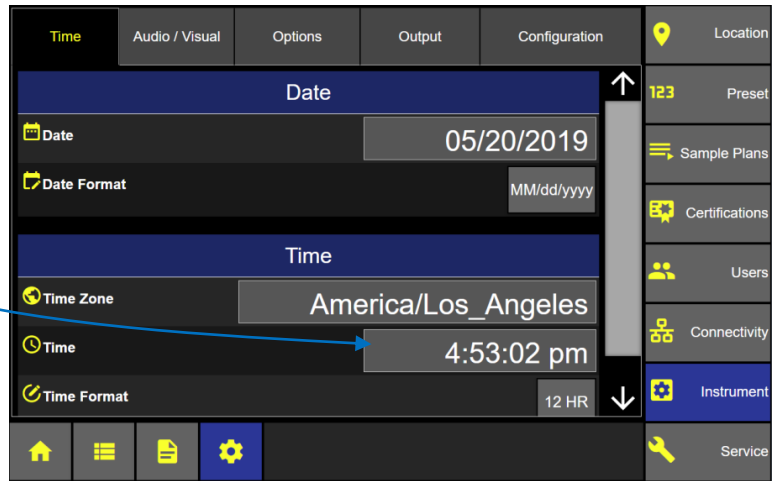 Time
Audio / Visual
Options
Output
Configuration
Date
Date
05/20/2019
Date Format
MM/dd/yyyy
Time
Time Zone
America/Los_Angeles
Time
4:53:02 pm
Time Format
12 HR
Location
123 Preset
Sample Plans
Certifications
Users
Connectivity
Instrument
Service